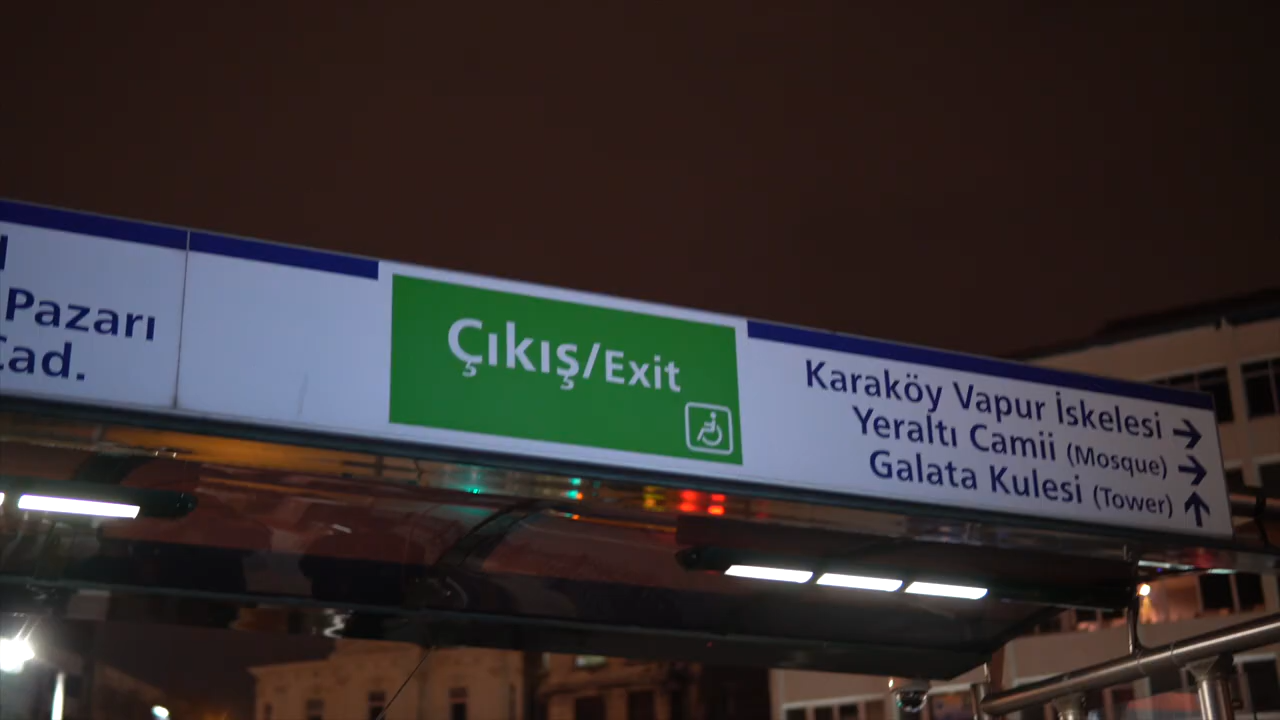 Pazarı
Cad.
Çıkış/Exit
Karaköy Vapur İskelesi →
Yeraltı Camii (Mosque) →
Galata Kulesi (Tower) ↑